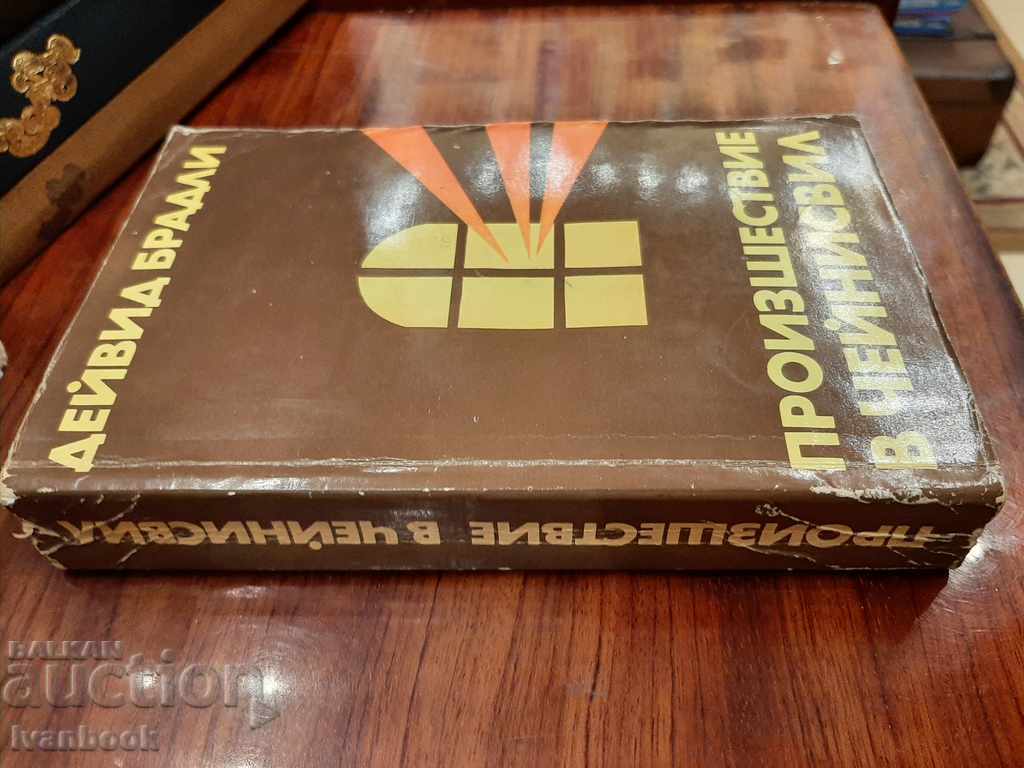 ДЕЙВИД БРАДЛИ
ПРОИЗШЕСТВИЕ
В ЧЕЙНИСВИЛ
ПРОИЗШЕСТВИЕ В ЧЕЙНИСВИЛ
BALKAN
auction
Ivanbook